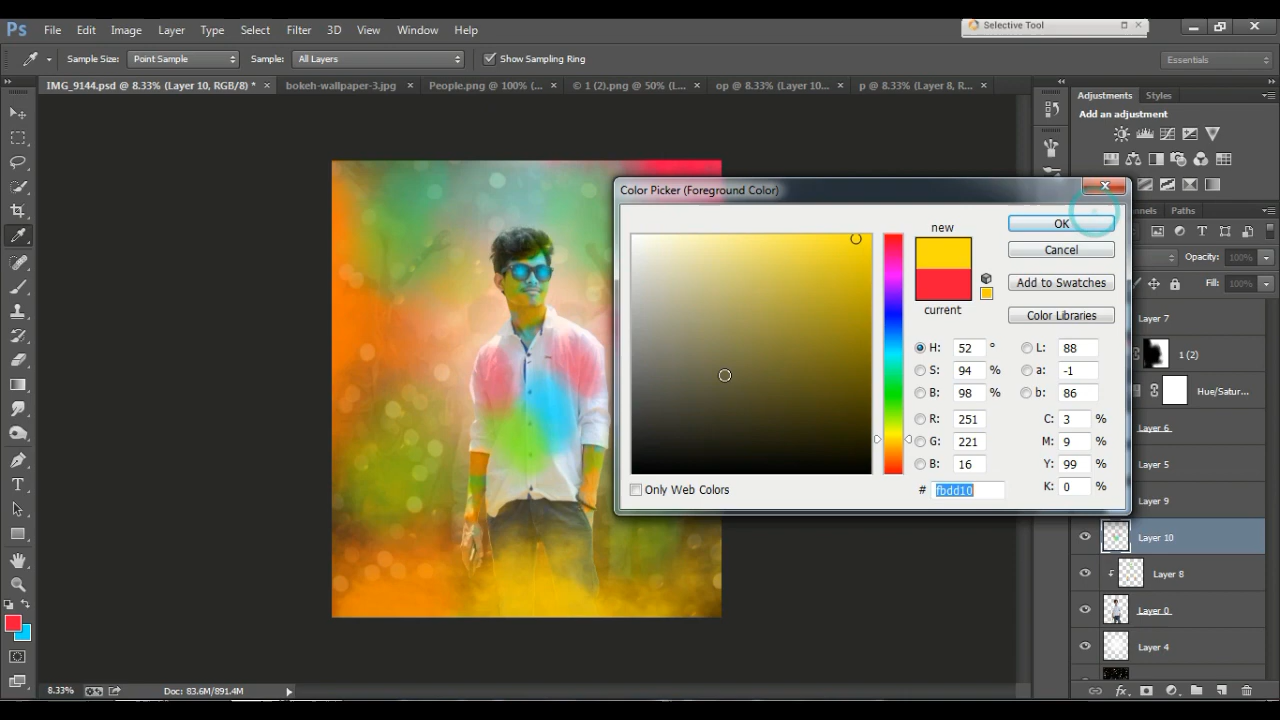 Ps File Edit Image Layer Type Select Filter 3D View Window Help
Selective Tool
Sample Size: Point Sample Sample: All Layers Show Sampling Ring Essentials
IMG_9144.psd @ 8.33% (Layer 10, RGB/8) * bokeh-wallpaper-3.jpg People.png @ 100% (... © 1 (2).png @ 50% (L... op @ 8.33% (Layer 10... p @ 8.33% (Layer 8, R...
Adjustments Styles
Add an adjustment
Color Picker (Foreground Color)
Paths
new
OK
Cancel
Opacity: 100%
Add to Swatches
Fill: 100%
current
Color Libraries
Layer 7
H: 52 ° L: 88
1 (2)
S: 94 % a: -1
B: 98 % b: 86
Hue/Satur...
R: 251 C: 3 %
Layer 6
G: 221 M: 9 %
B: 16 Y: 99 %
Layer 5
Only Web Colors # fbdd10 K: 0 %
Layer 9
Layer 10
Layer 8
Layer 0
Layer 4
8.33% Doc: 83.6M/891.4M
fx